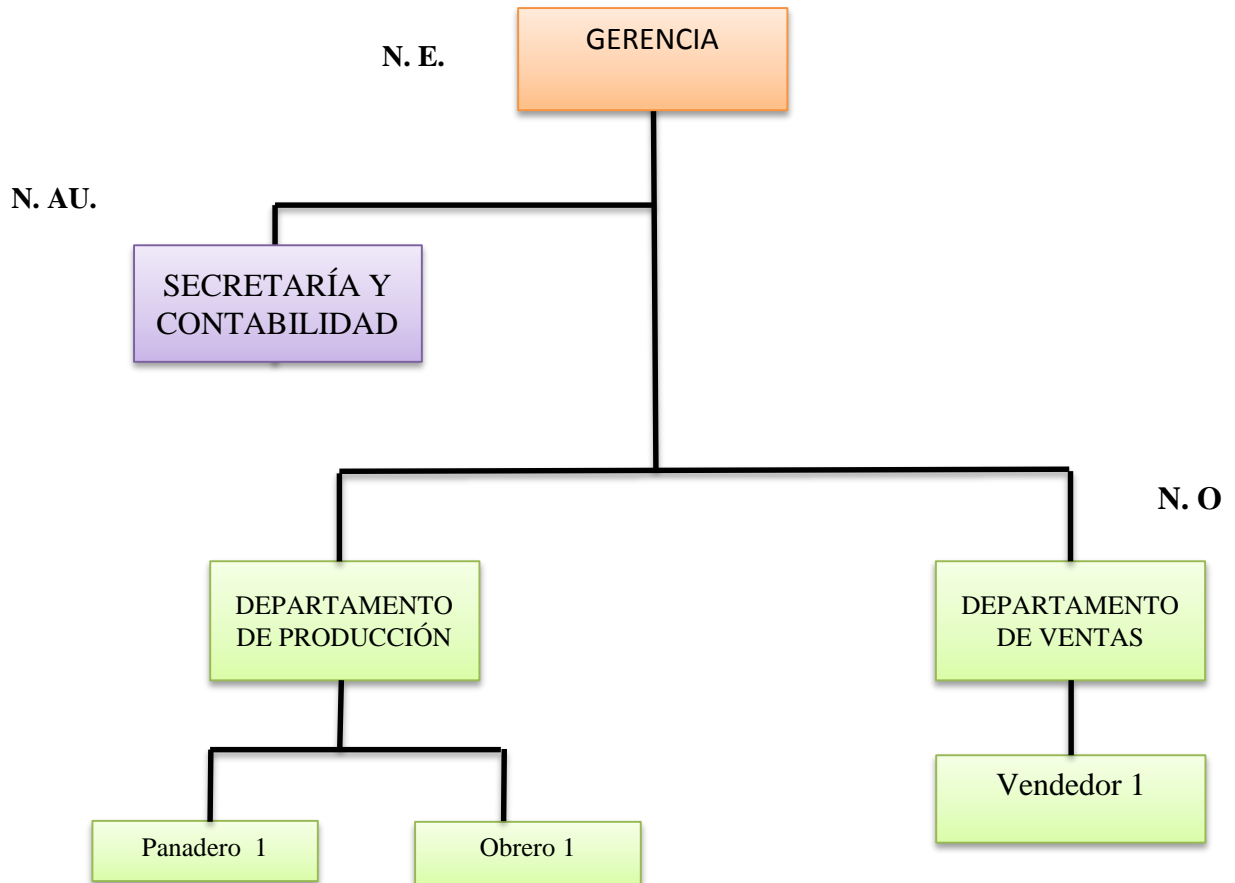 GERENCIA
N. E.
N. AU.
SECRETARÍA Y
CONTABILIDAD
N. O
DEPARTAMENTO
DE PRODUCCIÓN
DEPARTAMENTO
DE VENTAS
Vendedor 1
Panadero 1
Obrero 1